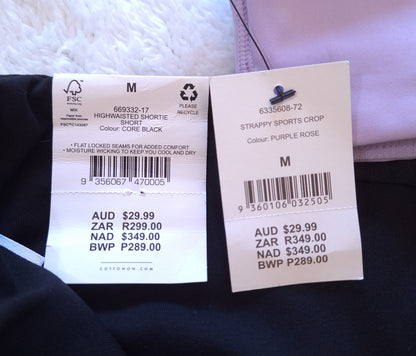 FSC
MIX
FSC® C143087
M
PLEASE
RECYCLE
669332-17
HIGHWAISTED SHORTIE
SHORT
Colour: CORE BLACK
• FLAT LOCKED SEAMS FOR ADDED COMFORT
• MOISTURE WICKING TO KEEP YOU COOL AND DRY
9 356067 470005
AUD $29.99
ZAR R299.00
NAD $349.00
BWP P289.00
COTTONON.COM
6335608-72
STRAPPY SPORTS CROP
Colour: PURPLE ROSE
M
9 360106 032505
AUD $29.99
ZAR R349.00
NAD $349.00
BWP P289.00